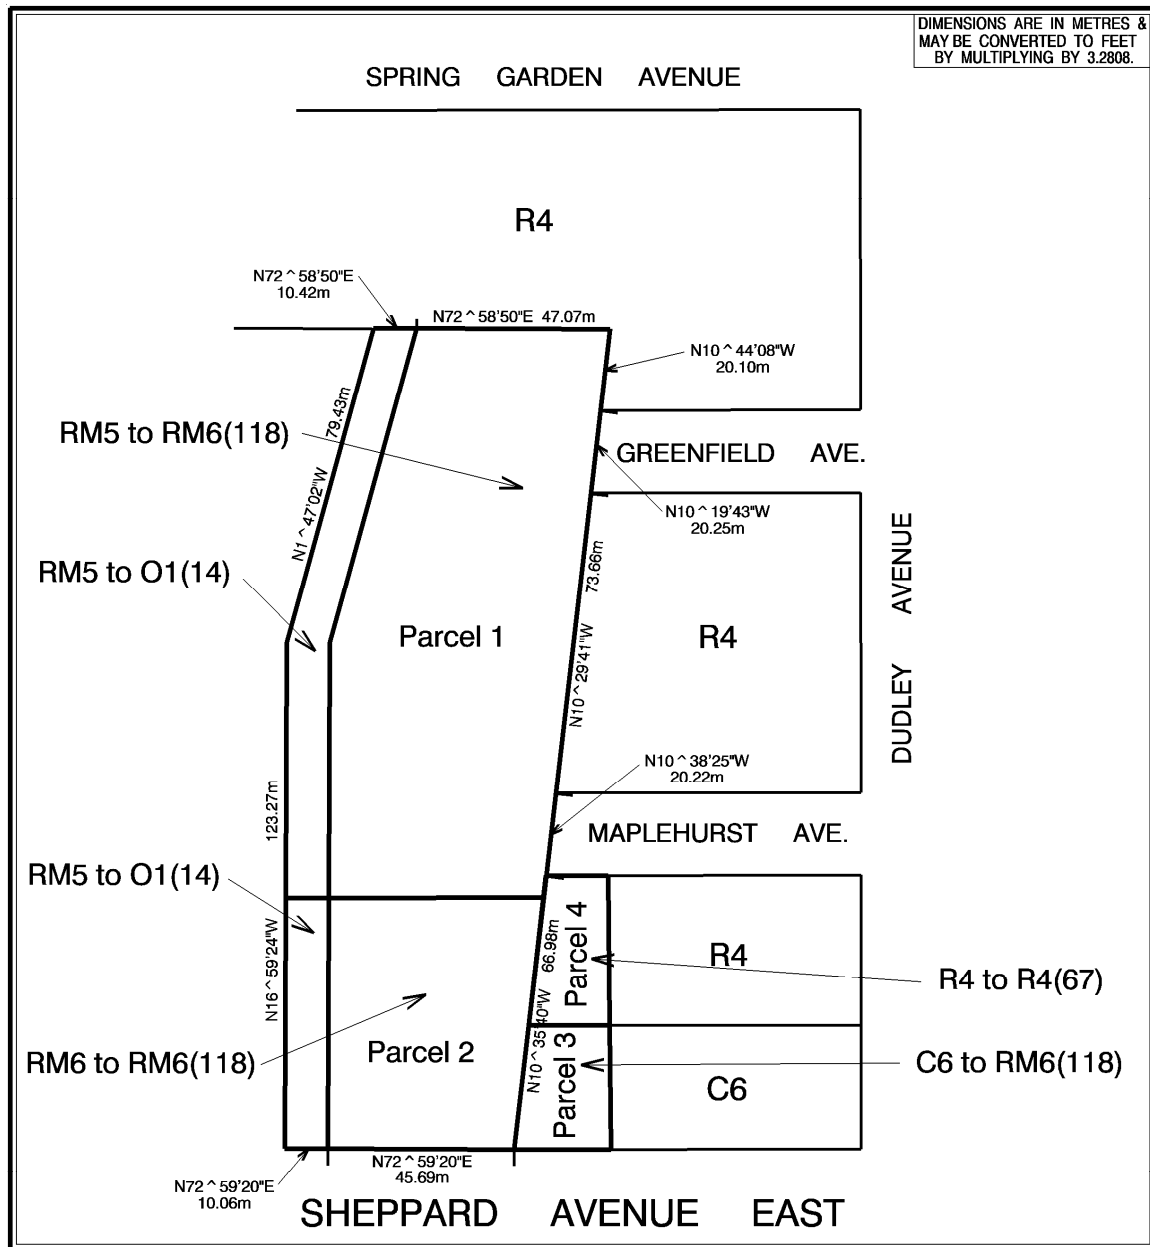 DIMENSIONS ARE IN METRES &
MAY BE CONVERTED TO FEET
BY MULTIPLYING BY 3.2808.
SPRING GARDEN AVENUE
R4
N72^58'50"E
10.42m
N72^58'50"E 47.07m
N10^44'08"W
20.10m
79.43m
N1^47'02"W
RM5 to RM6(118)
GREENFIELD AVE.
N10^19'43"W
20.25m
73.66m
N10^29'41"W
DUDLEY AVENUE
RM5 to O1(14)
Parcel 1
R4
N10^38'25"W
20.22m
123.27m
N16^59'24"W
MAPLEHURST AVE.
RM5 to O1(14)
66.98m
N10^35'40"W
Parcel 4
R4
R4 to R4(67)
RM6 to RM6(118)
Parcel 2
Parcel 3
C6
C6 to RM6(118)
N72^59'20"E
45.69m
N72^59'20"E
10.06m
SHEPPARD AVENUE EAST